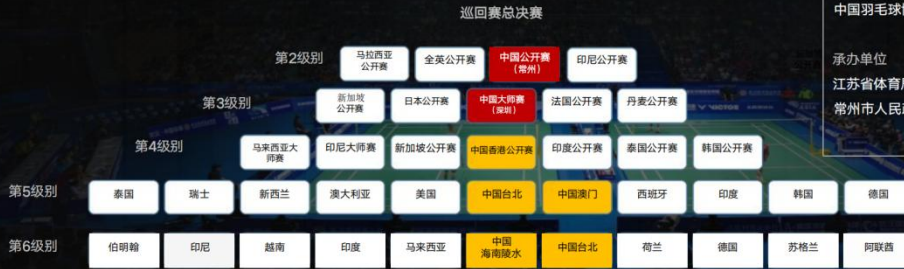 巡回赛总决赛
中国羽毛球
第2级别
马拉西亚
公开赛
全英公开赛
中国公开赛
(常州)
印尼公开赛
承办单位
江苏省体育局
常州市人民
第3级别
新加坡
公开赛
日本公开赛
中国大师赛
(深圳)
法国公开赛
丹麦公开赛
第4级别
马来西亚大
师赛
印尼大师赛
新加坡公开赛
中国香港公开赛
印度公开赛
泰国公开赛
韩国公开赛
第5级别
泰国
瑞士
新西兰
澳大利亚
美国
中国台北
中国澳门
西班牙
印度
韩国
德国
第6级别
伯明翰
印尼
越南
印度
马来西亚
中国
海南陵水
中国台北
荷兰
德国
苏格兰
阿联酋